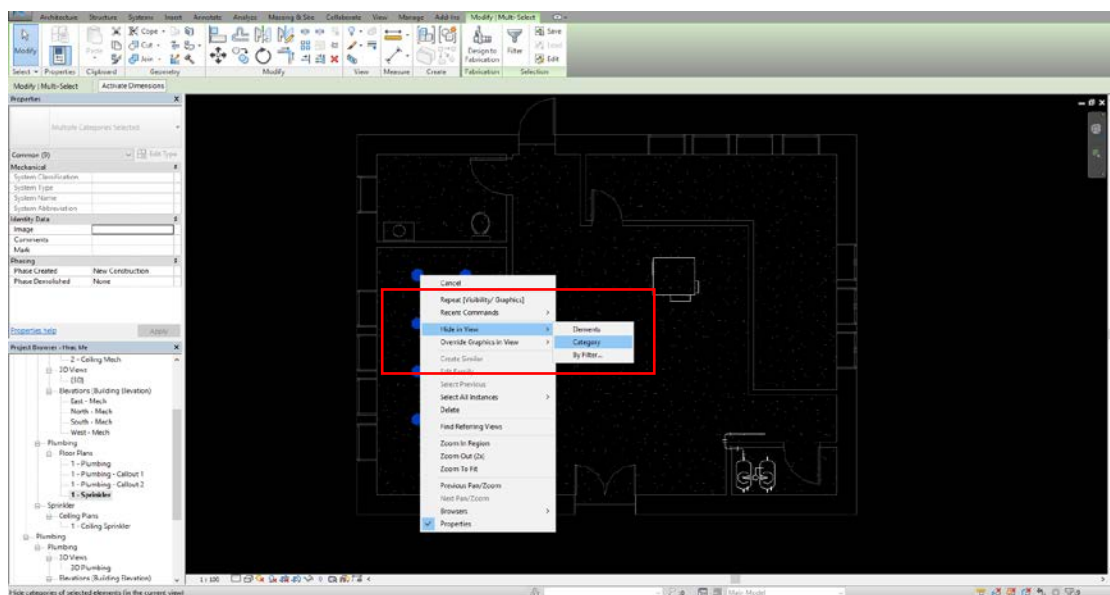 Architecture Structure Systems Insert Annotate Analyze Massing & Site Collaborate View Manage Add-Ins Modify | Multi-Select
Modify
Paste
Cope
Cut
Join
Design to Fabrication
Filter
Save
Load
Edit
Select Properties Clipboard Geometry Modify View Measure Create Fabrication Selection
Modify | Multi-Select Activate Dimensions
Properties X
Multiple Categories Selected
Common (9) Edit Type
Mechanical
System Classification
System Type
System Name
System Abbreviation
Identity Data
Image
Comments
Mark
Phasing
Phase Created New Construction
Phase Demolished None
Properties help Apply
2 - Ceiling Mech
3D Views
{3D}
Elevations (Building Elevation)
East - Mech
North - Mech
South - Mech
West - Mech
Plumbing
Floor Plans
1 - Plumbing
1 - Plumbing - Callout 1
1 - Plumbing - Callout 2
1 - Sprinkler
Sprinkler
Ceiling Plans
1 - Ceiling Sprinkler
Plumbing
Plumbing
3D Views
3D Plumbing
Elevations (Building Elevation)
Cancel
Repeat [Visibility/ Graphics]
Recent Commands
Hide in View
Override Graphics in View
Create Similar
Edit Family
Select Previous
Select All Instances
Delete
Find Referring Views
Zoom In Region
Zoom Out (2x)
Zoom To Fit
Previous Pan/Zoom
Next Pan/Zoom
Browsers
Properties
Elements
Category
By Filter...
1 : 100
Hide categories of selected elements (in the current view)
Main Model